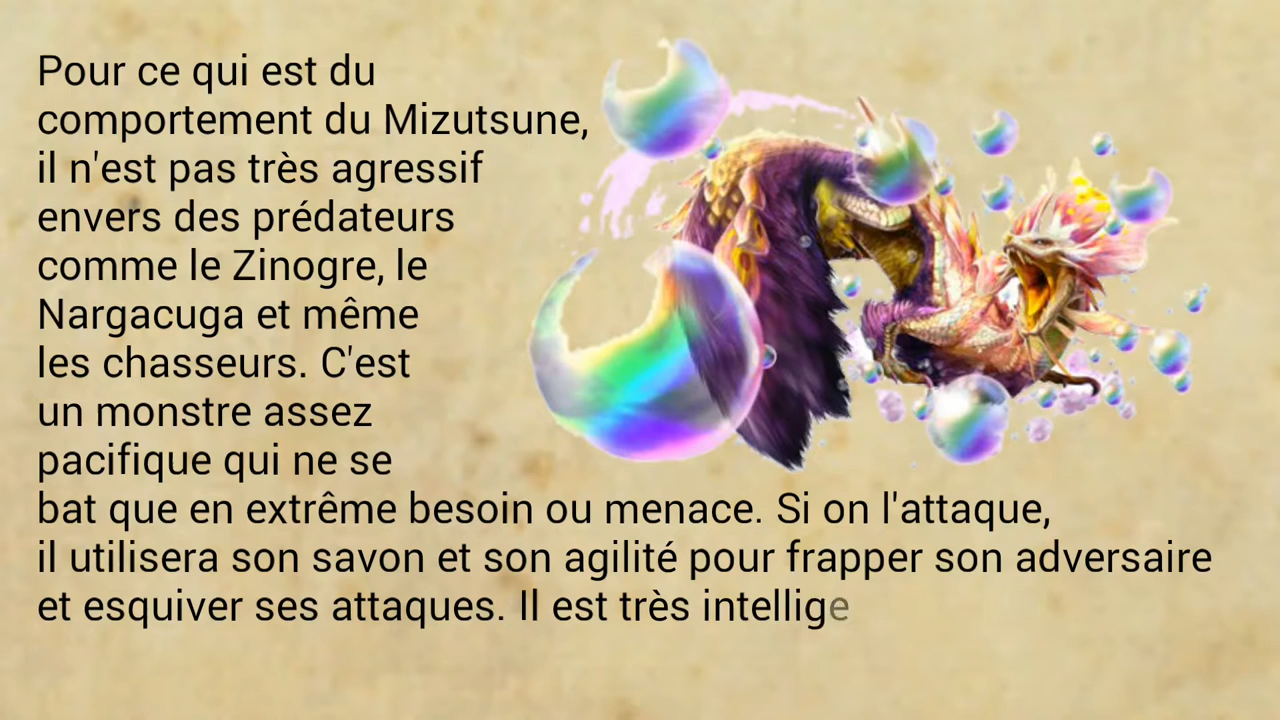 Pour ce qui est du
comportement du Mizutsune,
il n'est pas très agressif
envers des prédateurs
comme le Zinogre, le
Nargacuga et même
les chasseurs. C'est
un monstre assez
pacifique qui ne se
bat que en extrême besoin ou menace. Si on l'attaque,
il utilisera son savon et son agilité pour frapper son adversaire
et esquiver ses attaques. Il est très intellige